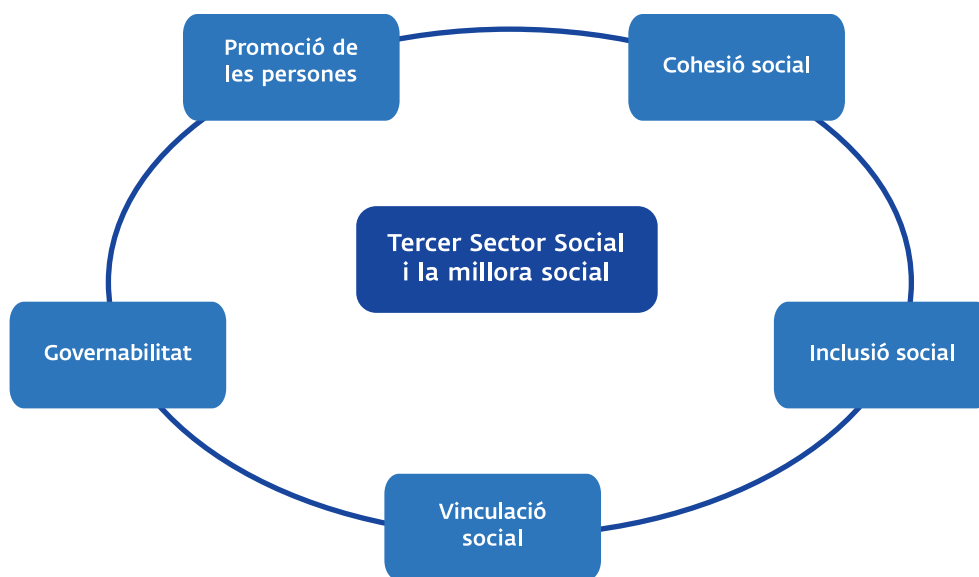 Promoció de
les persones
Cohesió social
Tercer Sector Social
i la millora social
Governabilitat
Inclusió social
Vinculació
social